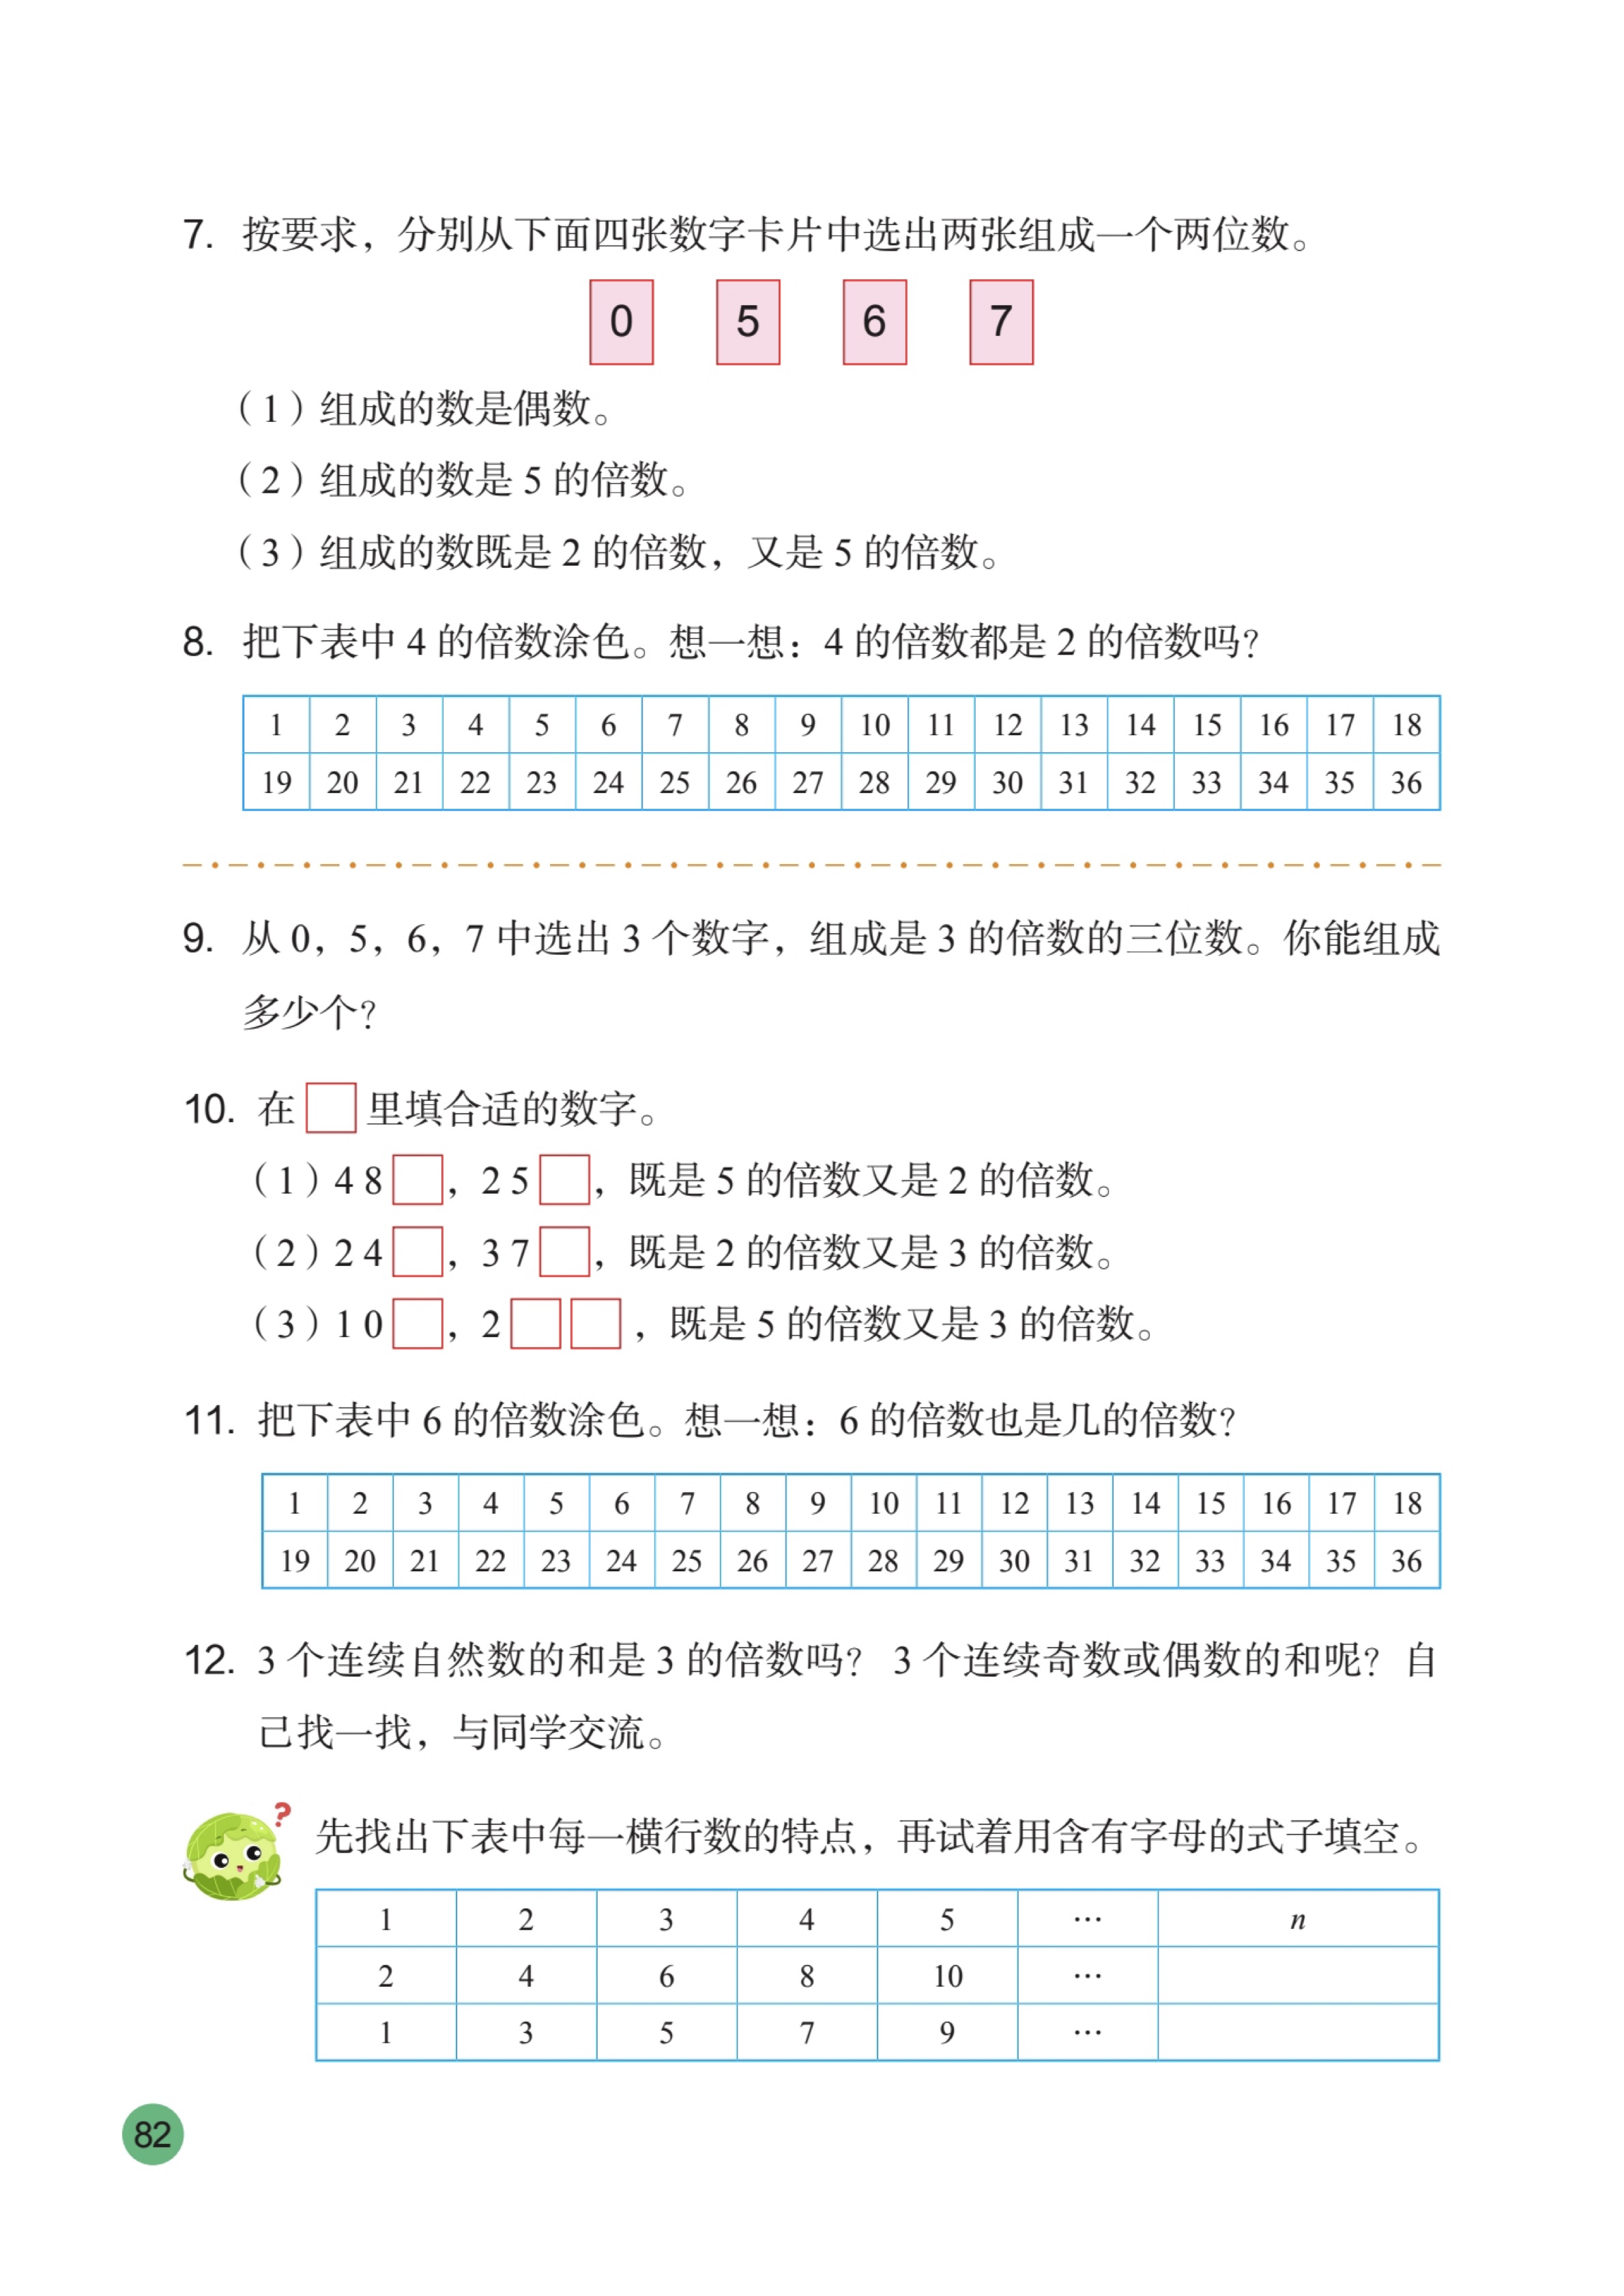 7. 按要求，分别从下面四张数字卡片中选出两张组成一个两位数。
0 5 6 7
（1）组成的数是偶数。
（2）组成的数是 5 的倍数。
（3）组成的数既是 2 的倍数，又是 5 的倍数。
8. 把下表中 4 的倍数涂色。想一想：4 的倍数都是 2 的倍数吗？
1 2 3 4 5 6 7 8 9 10 11 12 13 14 15 16 17 18
19 20 21 22 23 24 25 26 27 28 29 30 31 32 33 34 35 36
9. 从 0，5，6，7 中选出 3 个数字，组成是 3 的倍数的三位数。你能组成
多少个？
10. 在□里填合适的数字。
（1）4 8□，2 5□，既是 5 的倍数又是 2 的倍数。
（2）2 4□，3 7□，既是 2 的倍数又是 3 的倍数。
（3）1 0□，2□□，既是 5 的倍数又是 3 的倍数。
11. 把下表中 6 的倍数涂色。想一想：6 的倍数也是几的倍数？
1 2 3 4 5 6 7 8 9 10 11 12 13 14 15 16 17 18
19 20 21 22 23 24 25 26 27 28 29 30 31 32 33 34 35 36
12. 3 个连续自然数的和是 3 的倍数吗？ 3 个连续奇数或偶数的和呢？自
己找一找，与同学交流。
?
先找出下表中每一横行数的特点，再试着用含有字母的式子填空。
1 2 3 4 5 … n
2 4 6 8 10 …
1 3 5 7 9 …
82